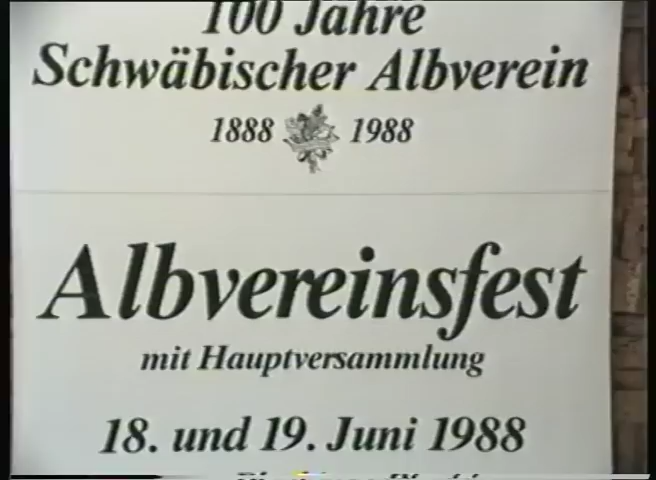 100 Jahre
Schwäbischer Albverein
1888 1988
Albvereinsfest
mit Hauptversammlung
18. und 19. Juni 1988